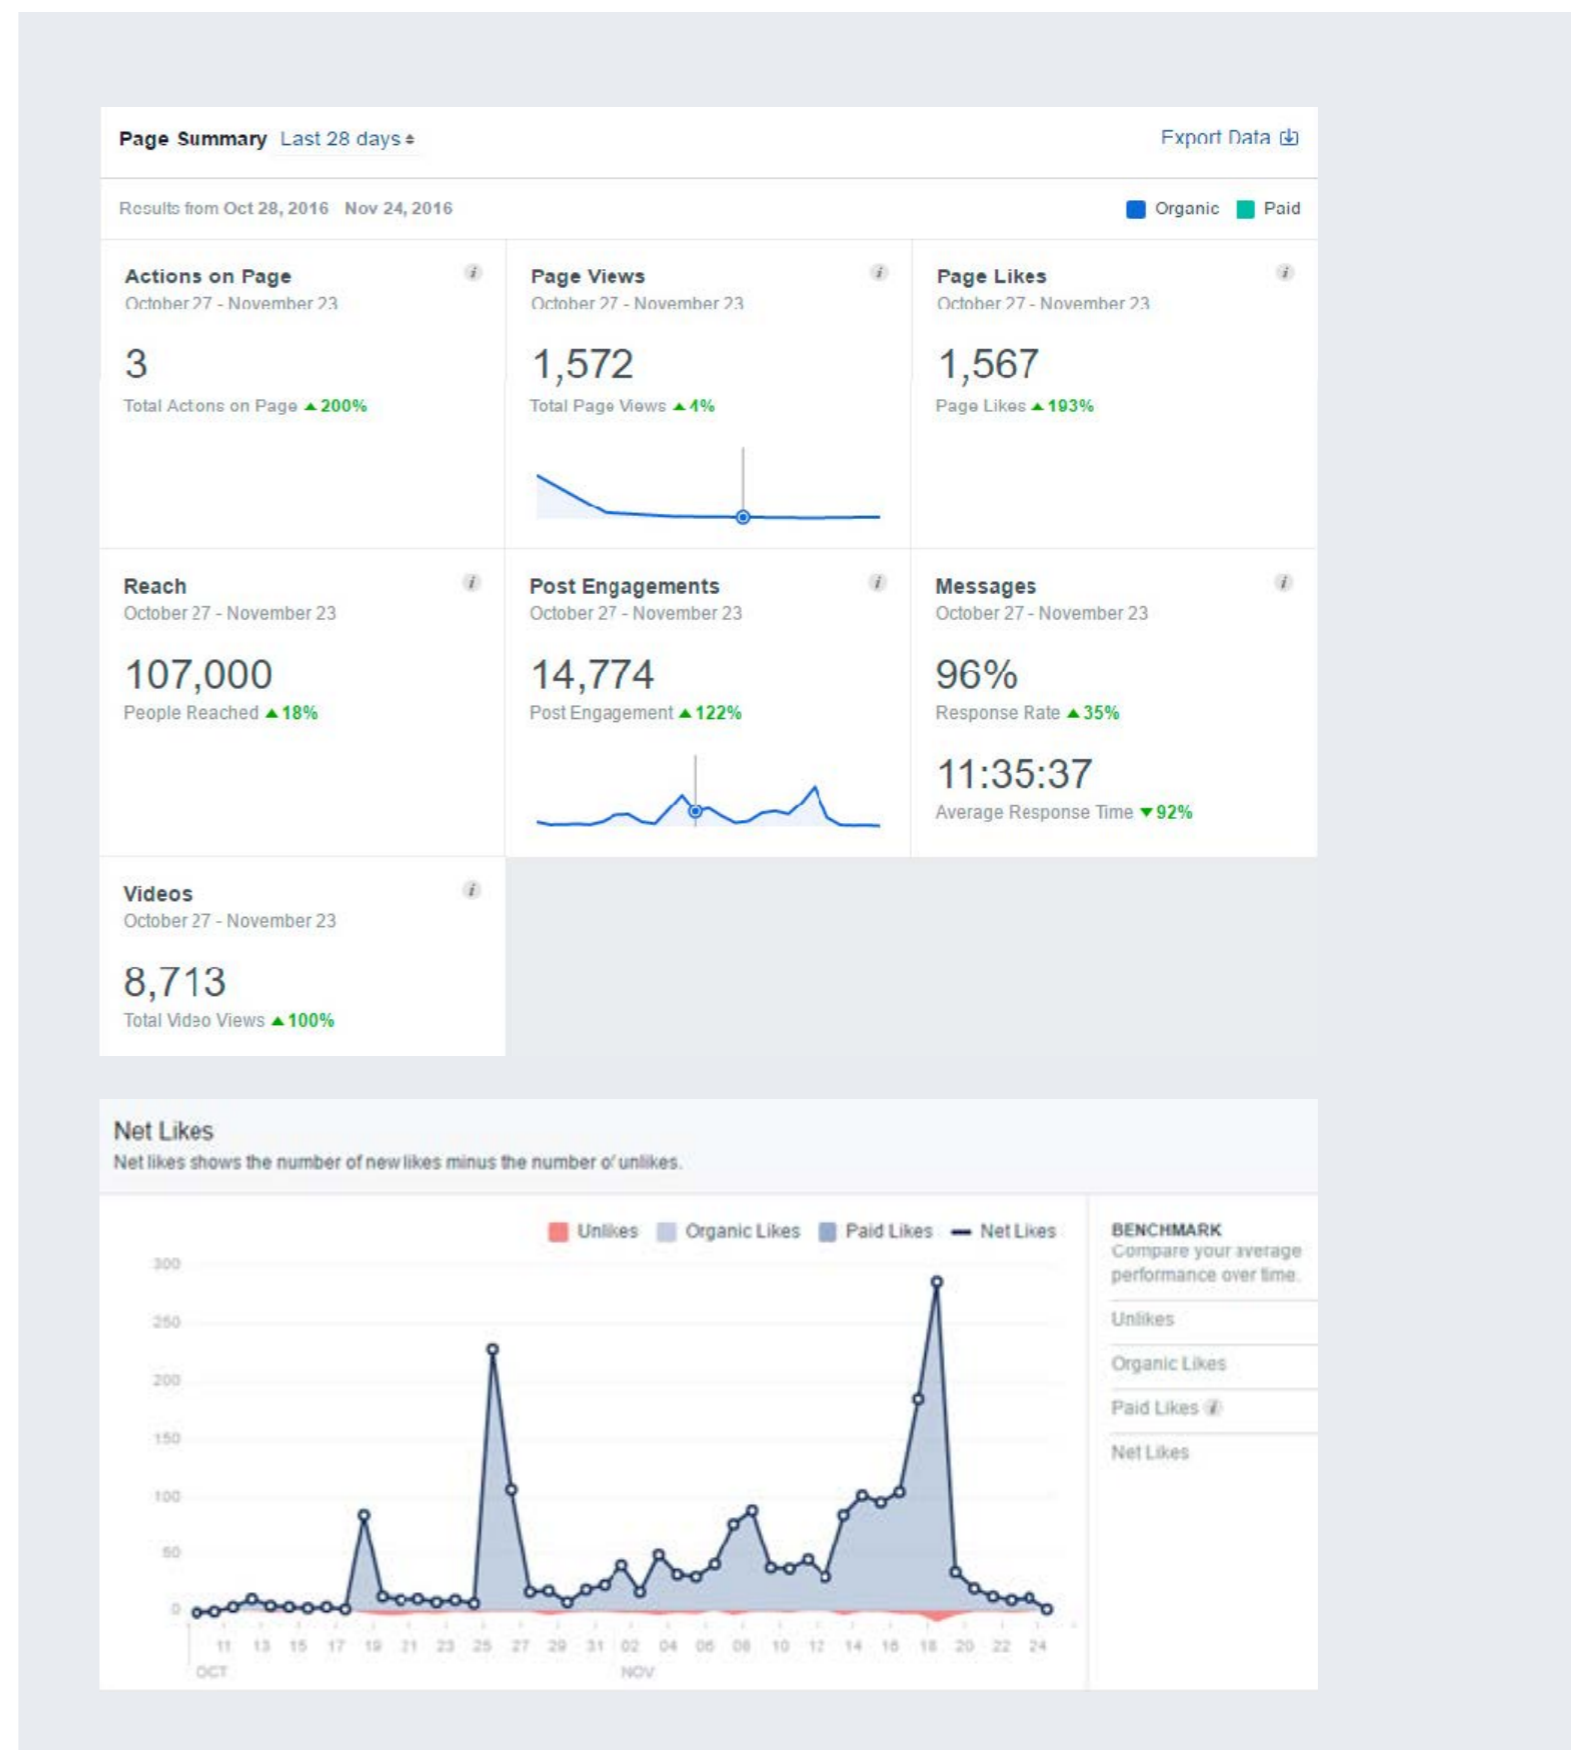 Page Summary Last 28 days
Export Data
Results from Oct 28, 2016 Nov 24, 2016
Organic Paid
Actions on Page
October 27 - November 23
3
Total Actions on Page ▲200%
Page Views
October 27 - November 23
1,572
Total Page Views ▲4%
Page Likes
October 27 - November 23
1,567
Page Likes ▲193%
Reach
October 27 - November 23
107,000
People Reached ▲18%
Post Engagements
October 27 - November 23
14,774
Post Engagement ▲122%
Messages
October 27 - November 23
96%
Response Rate ▲35%
11:35:37
Average Response Time ▼92%
Videos
October 27 - November 23
8,713
Total Video Views ▲100%
Net Likes
Net likes shows the number of new likes minus the number of unlikes.
Unlikes Organic Likes Paid Likes Net Likes
300
250
200
150
100
50
0
11 13 15 17 19 21 23 25 27 29 31 02 04 06 08 10 12 14 16 18 20 22 24
OCT NOV
BENCHMARK
Compare your average
performance over time.
Unlikes
Organic Likes
Paid Likes
Net Likes